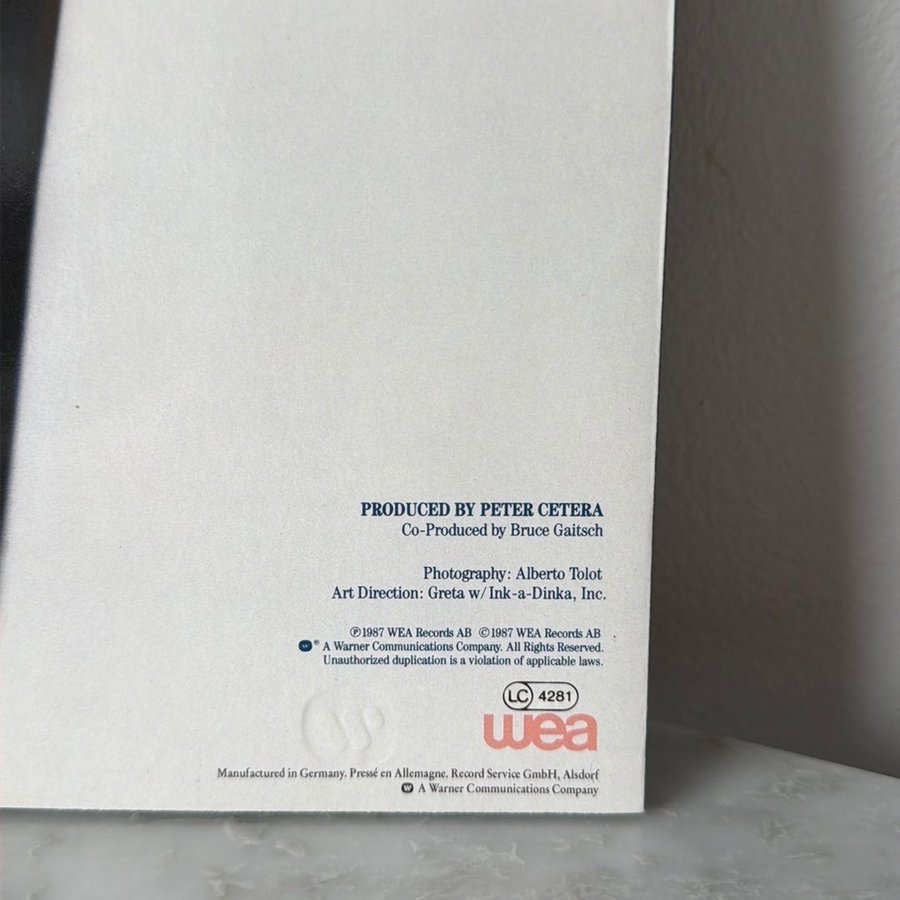 PRODUCED BY PETER CETERA
Co-Produced by Bruce Gaitsch
Photography: Alberto Tolot
Art Direction: Greta w/Ink-a-Dinka, Inc.
℗1987 WEA Records AB ©1987 WEA Records AB
W® A Warner Communications Company. All Rights Reserved.
Unauthorized duplication is a violation of applicable laws.
LC 4281
wea
Manufactured in Germany. Pressé en Allemagne. Record Service GmbH, Alsdorf
W A Warner Communications Company